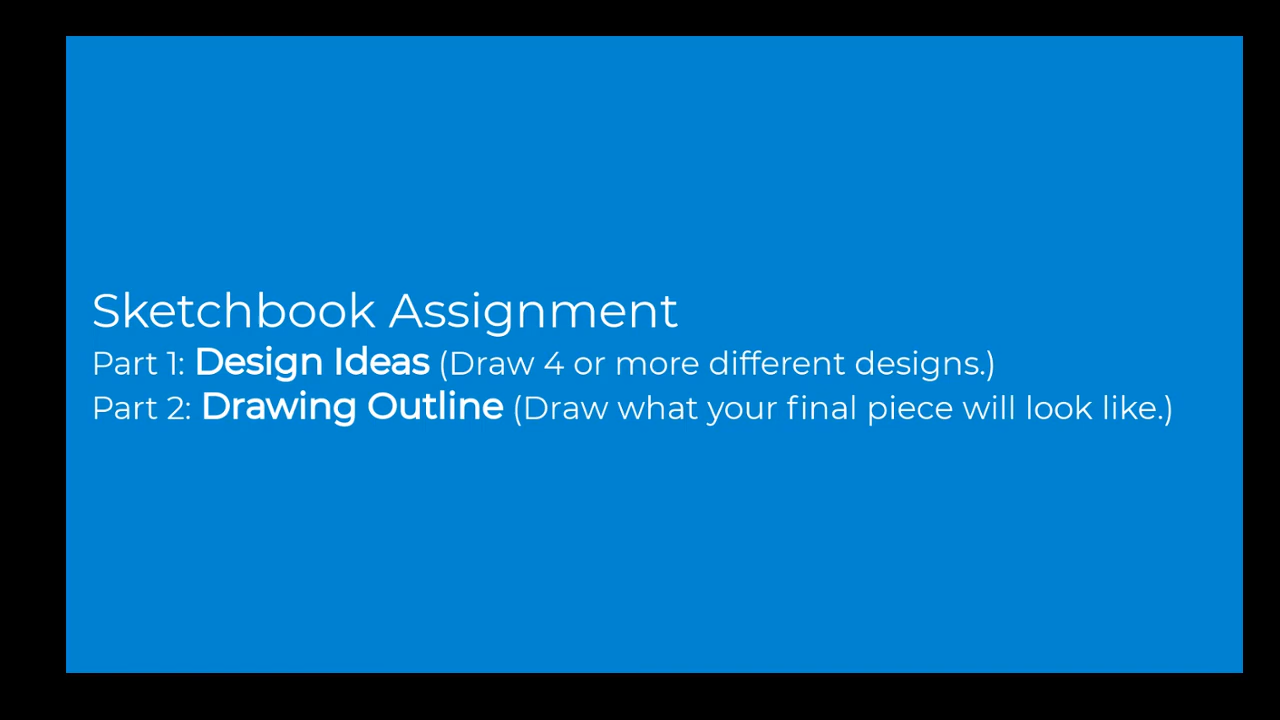 Sketchbook Assignment
Part 1: Design Ideas (Draw 4 or more different designs.)
Part 2: Drawing Outline (Draw what your final piece will look like.)